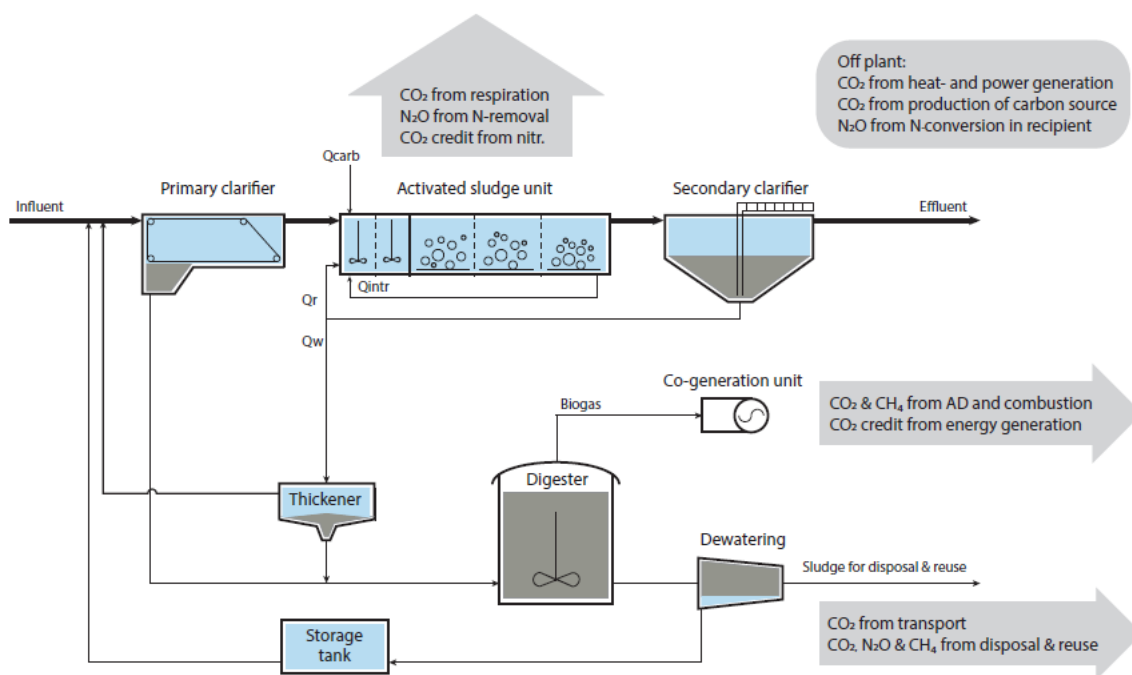 CO₂ from respiration
N₂O from N-removal
CO₂ credit from nitr.
Off plant:
CO₂ from heat- and power generation
CO₂ from production of carbon source
N₂O from N-conversion in recipient
Qcarb
Primary clarifier
Activated sludge unit
Secondary clarifier
Influent
Effluent
Qintr
Qr
Qw
Co-generation unit
Biogas
CO₂ & CH₄ from AD and combustion
CO₂ credit from energy generation
Digester
Thickener
Dewatering
Sludge for disposal & reuse
CO₂ from transport
CO₂, N₂O & CH₄ from disposal & reuse
Storage
tank